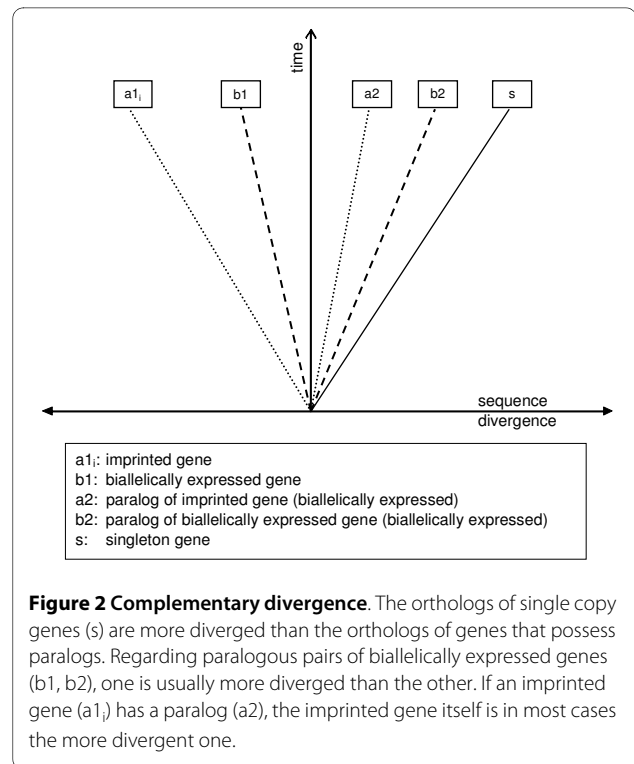 time
a1i
b1
a2
b2
s
sequence
divergence
a1i: imprinted gene
b1: biallelically expressed gene
a2: paralog of imprinted gene (biallelically expressed)
b2: paralog of biallelically expressed gene (biallelically expressed)
s: singleton gene
Figure 2 Complementary divergence. The orthologs of single copy
genes (s) are more diverged than the orthologs of genes that possess
paralogs. Regarding paralogous pairs of biallelically expressed genes
(b1, b2), one is usually more diverged than the other. If an imprinted
gene (a1i) has a paralog (a2), the imprinted gene itself is in most cases
the more divergent one.